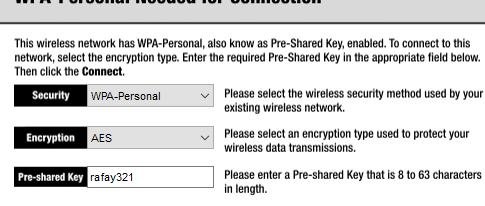 WPA-Personal Needed for Connection
This wireless network has WPA-Personal, also know as Pre-Shared Key, enabled. To connect to this
network, select the encryption type. Enter the required Pre-Shared Key in the appropriate field below.
Then click the Connect.
Security WPA-Personal Please select the wireless security method used by your
existing wireless network.
Encryption AES Please select an encryption type used to protect your
wireless data transmissions.
Pre-shared Key rafay321 Please enter a Pre-shared Key that is 8 to 63 characters
in length.